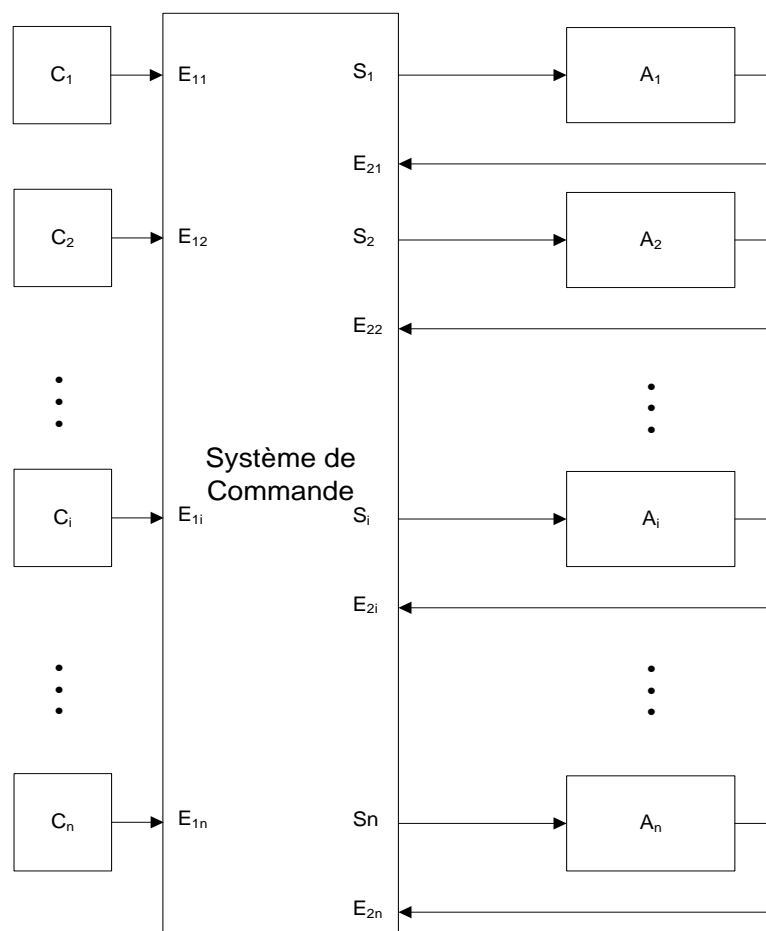 C₁ E₁₁ S₁ A₁
E₂₁
C₂ E₁₂ S₂ A₂
E₂₂
Système de
Commande
Cᵢ E₁ᵢ Sᵢ Aᵢ
E₂ᵢ
Cₙ E₁ₙ Sn Aₙ
E₂ₙ